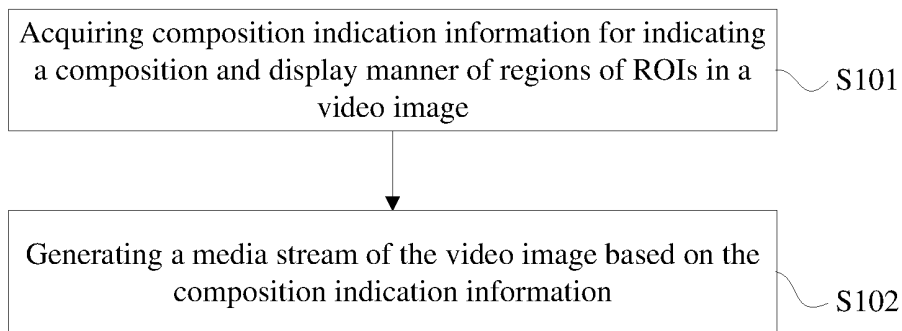 Acquiring composition indication information for indicating
a composition and display manner of regions of ROIs in a
video image
S101
Generating a media stream of the video image based on the
composition indication information
S102